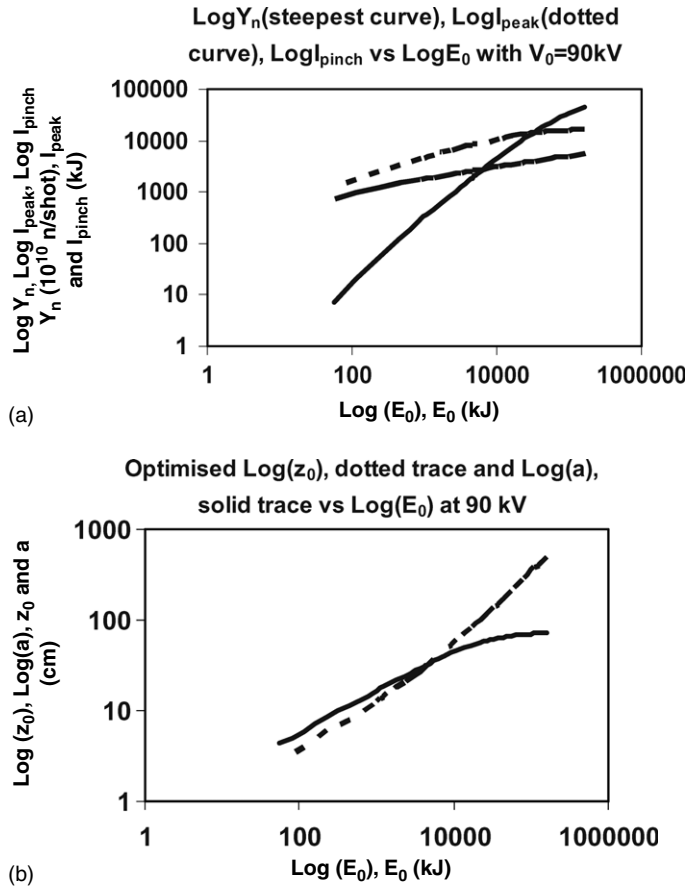 LogYn(steepest curve), LogIpeak(dotted
curve), LogIpinch vs LogE0 with V0=90kV
Log Yn, Log Ipeak, Log Ipinch
Yn (10^10 n/shot), Ipeak
and Ipinch (kJ)
100000
10000
1000
100
10
1
1 100 10000 1000000
Log (E0), E0 (kJ)
(a)
Optimised Log(z0), dotted trace and Log(a),
solid trace vs Log(E0) at 90 kV
Log (z0), Log(a), z0 and a
(cm)
1000
100
10
1
1 100 10000 1000000
Log (E0), E0 (kJ)
(b)